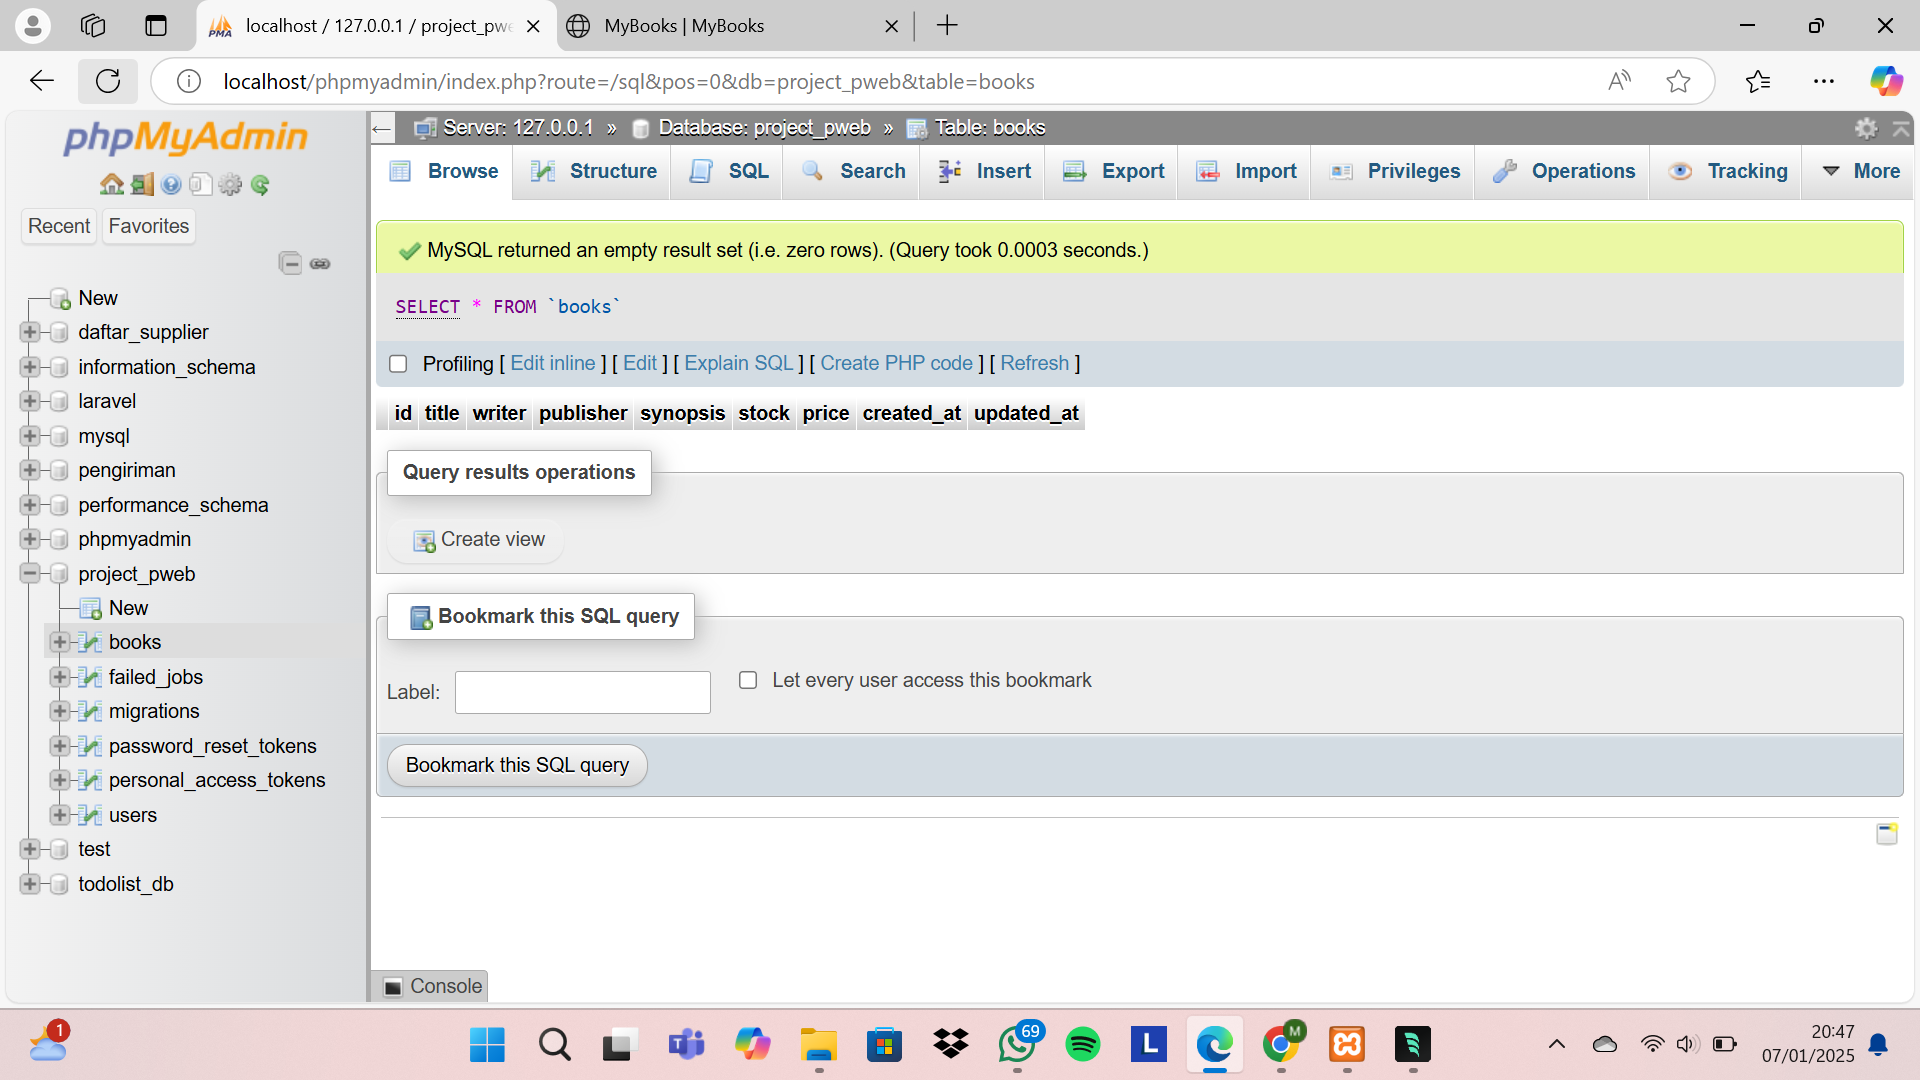 localhost / 127.0.0.1 / project_pwe
MyBooks | MyBooks
localhost/phpmyadmin/index.php?route=/sql&pos=0&db=project_pweb&table=books
phpMyAdmin
Recent
Favorites
New
daftar_supplier
information_schema
laravel
mysql
pengiriman
performance_schema
phpmyadmin
project_pweb
New
books
failed_jobs
migrations
password_reset_tokens
personal_access_tokens
users
test
todolist_db
Server: 127.0.0.1 » Database: project_pweb » Table: books
Browse Structure SQL Search Insert Export Import Privileges Operations Tracking More
MySQL returned an empty result set (i.e. zero rows). (Query took 0.0003 seconds.)
SELECT * FROM `books`
Profiling [ Edit inline ] [ Edit ] [ Explain SQL ] [ Create PHP code ] [ Refresh ]
id title writer publisher synopsis stock price created_at updated_at
Query results operations
Create view
Bookmark this SQL query
Label:
Let every user access this bookmark
Bookmark this SQL query
Console
1
69
L
M
20:47
07/01/2025